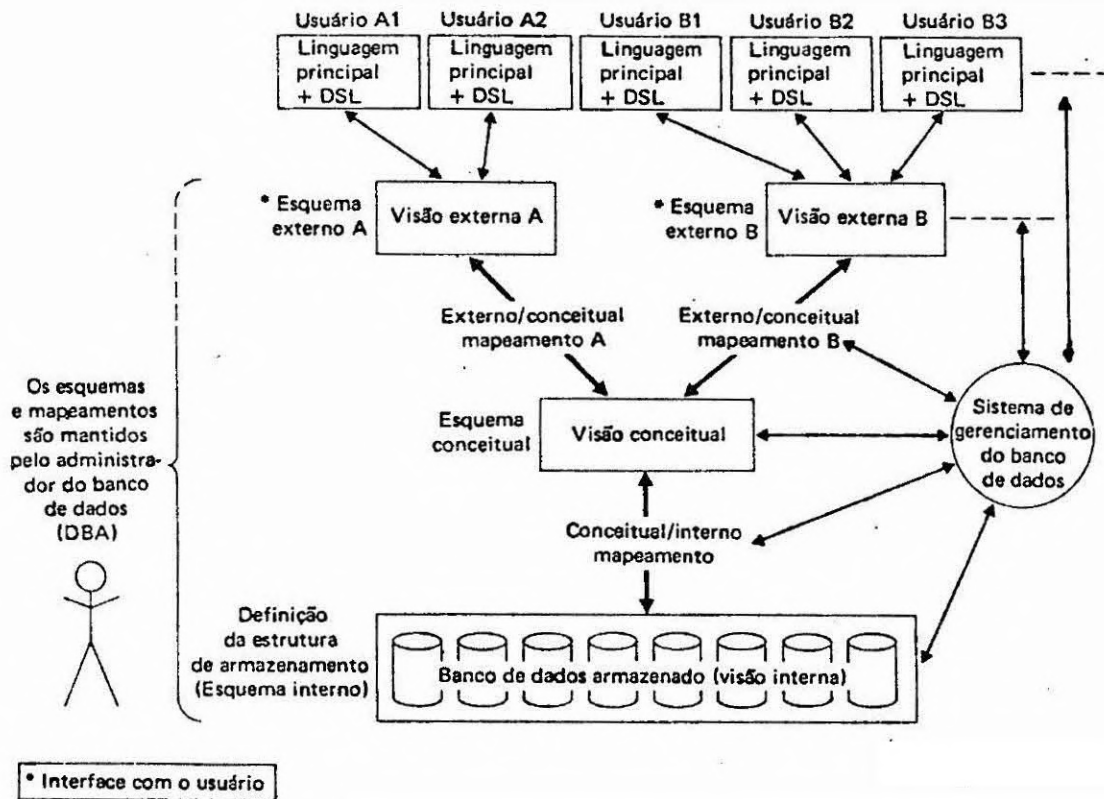 Usuário A1
Usuário A2
Usuário B1
Usuário B2
Usuário B3
Linguagem
principal
+ DSL
Linguagem
principal
+ DSL
Linguagem
principal
+ DSL
Linguagem
principal
+ DSL
Linguagem
principal
+ DSL
* Esquema
externo A
Visão externa A
* Esquema
externo B
Visão externa B
Externo/conceitual
mapeamento A
Externo/conceitual
mapeamento B
Os esquemas
e mapeamentos
são mantidos
pelo administra-
dor do banco
de dados
(DBA)
Esquema
conceitual
Visão conceitual
Sistema de
gerenciamento
do banco
de dados
Conceitual/interno
mapeamento
Definição
da estrutura
de armazenamento
(Esquema interno)
Banco de dados armazenado (visão interna)
* Interface com o usuário